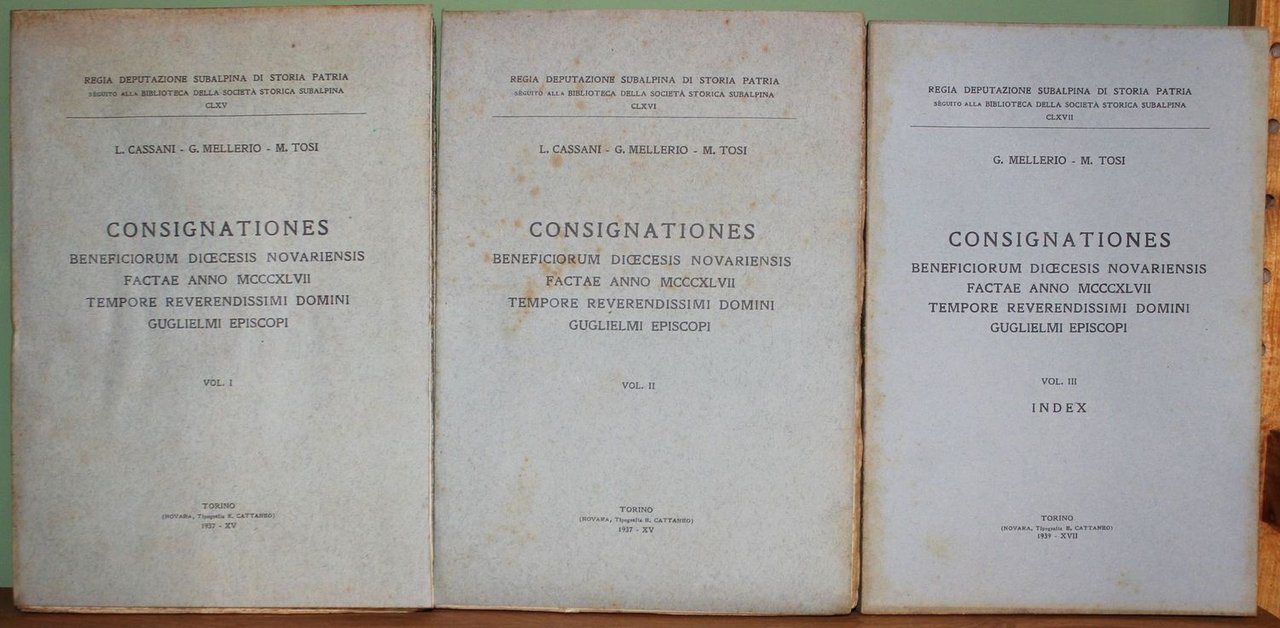 REGIA DEPUTAZIONE SUBALPINA DI STORIA PATRIA
SÈGUITO ALLA BIBLIOTECA DELLA SOCIETÀ STORICA SUBALPINA
CLXV
L. CASSANI - G. MELLERIO - M. TOSI
CONSIGNATIONES
BENEFICIORUM DIŒCESIS NOVARIENSIS
FACTAE ANNO MCCCXLVII
TEMPORE REVERENDISSIMI DOMINI
GUGLIELMI EPISCOPI
VOL. I
TORINO
(NOVARA, Tipografia E. CATTANEO)
1937 - XV
REGIA DEPUTAZIONE SUBALPINA DI STORIA PATRIA
SÈGUITO ALLA BIBLIOTECA DELLA SOCIETÀ STORICA SUBALPINA
CLXVI
L. CASSANI - G. MELLERIO - M. TOSI
CONSIGNATIONES
BENEFICIORUM DIŒCESIS NOVARIENSIS
FACTAE ANNO MCCCXLVII
TEMPORE REVERENDISSIMI DOMINI
GUGLIELMI EPISCOPI
VOL. II
TORINO
(NOVARA, Tipografia E. CATTANEO)
1937 - XV
REGIA DEPUTAZIONE SUBALPINA DI STORIA PATRIA
SÈGUITO ALLA BIBLIOTECA DELLA SOCIETÀ STORICA SUBALPINA
CLXVII
G. MELLERIO - M. TOSI
CONSIGNATIONES
BENEFICIORUM DIŒCESIS NOVARIENSIS
FACTAE ANNO MCCCXLVII
TEMPORE REVERENDISSIMI DOMINI
GUGLIELMI EPISCOPI
VOL. III
INDEX
TORINO
(NOVARA, Tipografia E. CATTANEO)
1939 - XVII